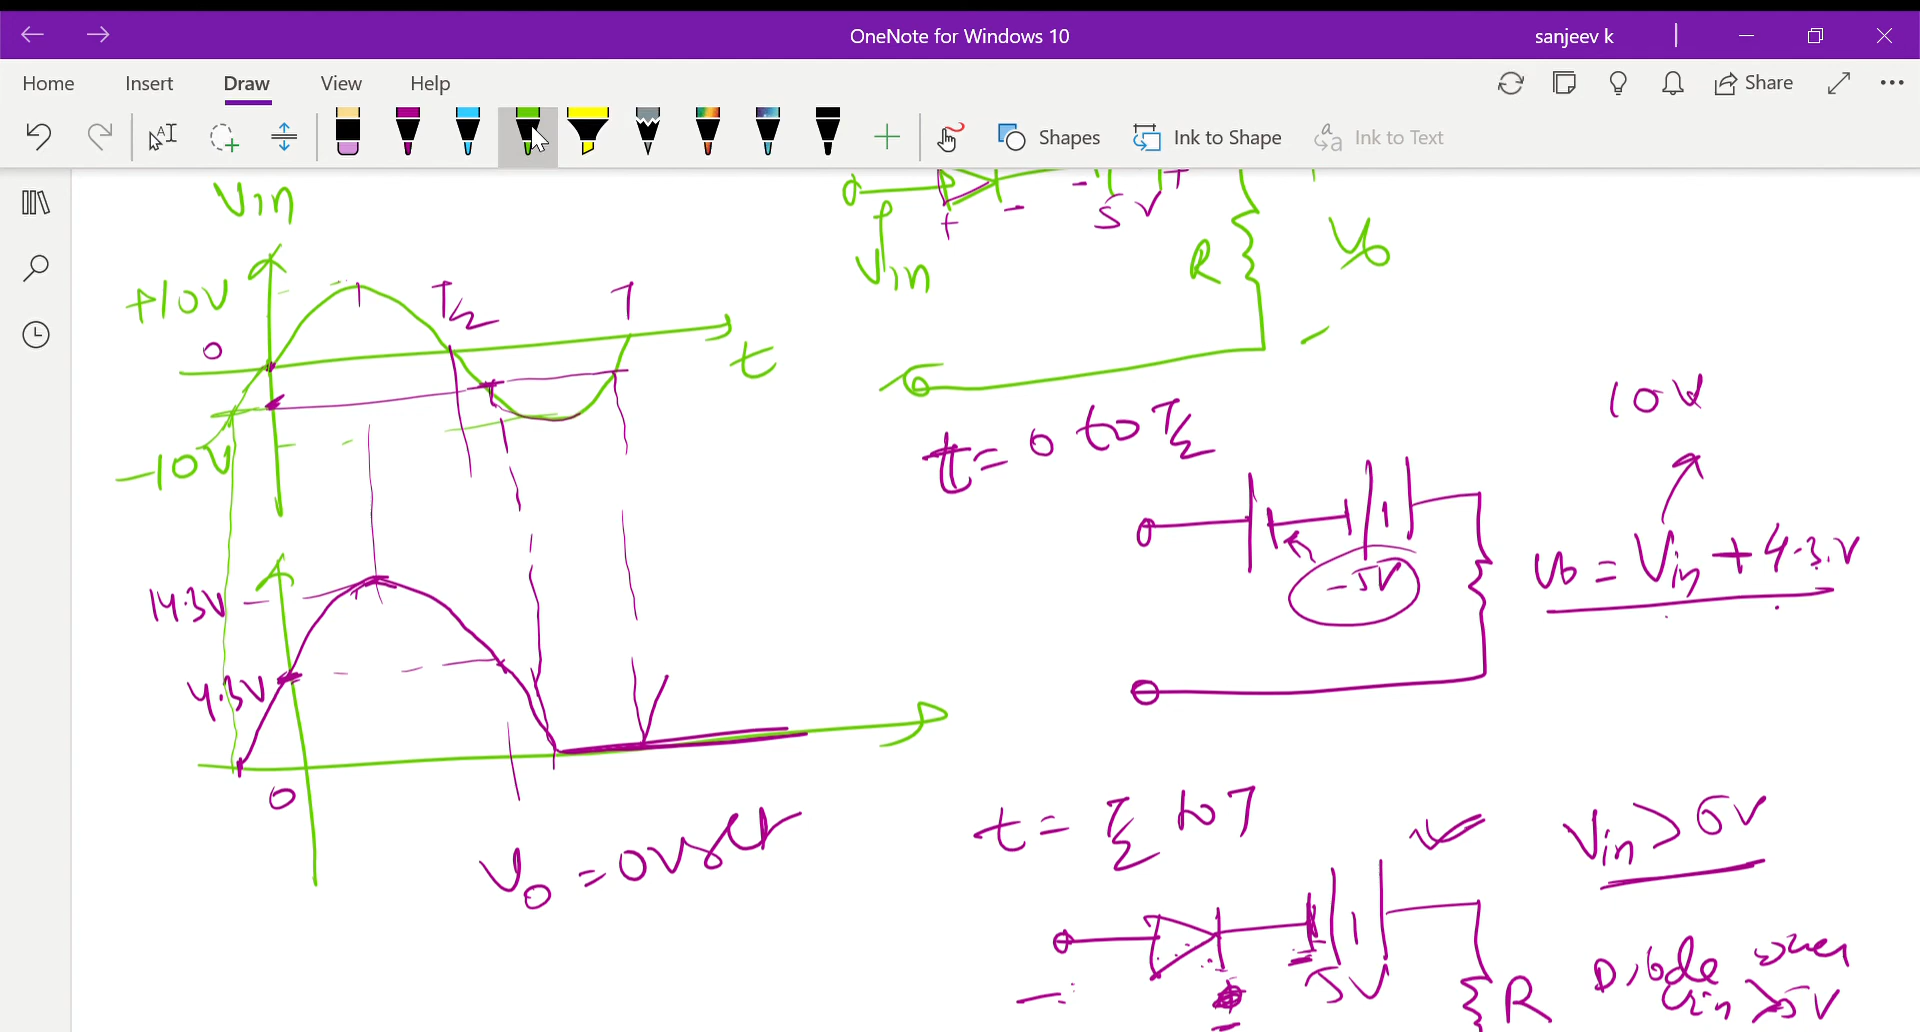 OneNote for Windows 10
sanjeev k
Home Insert Draw View Help
Share
Shapes Ink to Shape Ink to Text
Vin
+10V
0
T/2
T
t
-10V
14.3V
4.3V
0
Vo = 0
Vin
+ -
- +
5V
R
Vo
t = 0 to T/2
10V
-5V
Vo = Vin + 4.3V
t = T/2 to T
Vin > 5V
-
5V
R
Diode
Vin > 5V